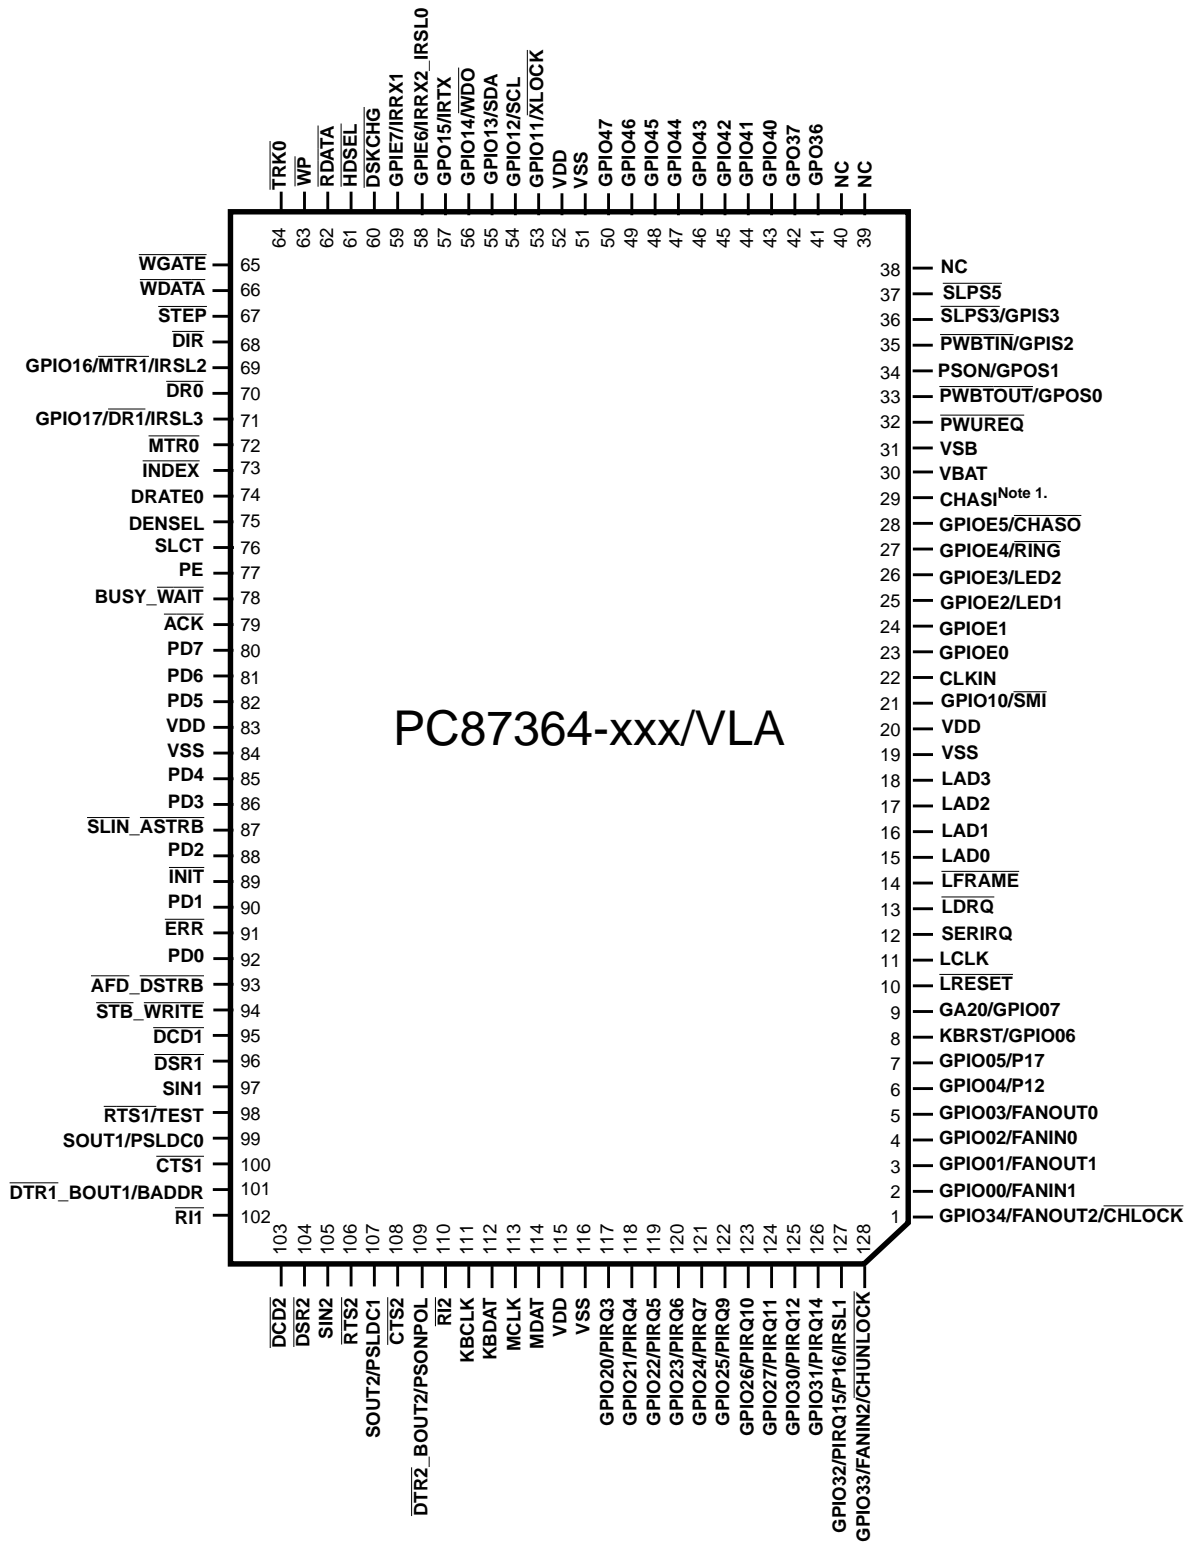 TRK0
WP
RDATA
HDSEL
DSKCHG
GPIE7/IRRX1
GPIE6/IRRX2_IRSL0
GPO15/IRTX
GPIO14/WDO
GPIO13/SDA
GPIO12/SCL
GPIO11/XLOCK
VDD
VSS
GPIO47
GPIO46
GPIO45
GPIO44
GPIO43
GPIO42
GPIO41
GPIO40
GPO37
GPO36
NC
NC
64
63
62
61
60
59
58
57
56
55
54
53
52
51
50
49
48
47
46
45
44
43
42
41
40
39
WGATE 65
WDATA 66
STEP 67
DIR 68
GPIO16/MTR1/IRSL2 69
DR0 70
GPIO17/DR1/IRSL3 71
MTR0 72
INDEX 73
DRATE0 74
DENSEL 75
SLCT 76
PE 77
BUSY_WAIT 78
ACK 79
PD7 80
PD6 81
PD5 82
VDD 83
VSS 84
PD4 85
PD3 86
SLIN_ASTRB 87
PD2 88
INIT 89
PD1 90
ERR 91
PD0 92
AFD_DSTRB 93
STB_WRITE 94
DCD1 95
DSR1 96
SIN1 97
RTS1/TEST 98
SOUT1/PSLDC0 99
CTS1 100
DTR1_BOUT1/BADDR 101
RI1 102
PC87364-xxx/VLA
38 NC
37 SLPS5
36 SLPS3/GPIS3
35 PWBTIN/GPIS2
34 PSON/GPOS1
33 PWBTOUT/GPOS0
32 PWUREQ
31 VSB
30 VBAT
29 CHASI Note 1.
28 GPIOE5/CHASO
27 GPIOE4/RING
26 GPIOE3/LED2
25 GPIOE2/LED1
24 GPIOE1
23 GPIOE0
22 CLKIN
21 GPIO10/SMI
20 VDD
19 VSS
18 LAD3
17 LAD2
16 LAD1
15 LAD0
14 LFRAME
13 LDRQ
12 SERIRQ
11 LCLK
10 LRESET
9 GA20/GPIO07
8 KBRST/GPIO06
7 GPIO05/P17
6 GPIO04/P12
5 GPIO03/FANOUT0
4 GPIO02/FANIN0
3 GPIO01/FANOUT1
2 GPIO00/FANIN1
1 GPIO34/FANOUT2/CHLOCK
103
104
105
106
107
108
109
110
111
112
113
114
115
116
117
118
119
120
121
122
123
124
125
126
127
128
DCD2
DSR2
SIN2
RTS2
SOUT2/PSLDC1
CTS2
DTR2_BOUT2/PSONPOL
RI2
KBCLK
KBDAT
MCLK
MDAT
VDD
VSS
GPIO20/PIRQ3
GPIO21/PIRQ4
GPIO22/PIRQ5
GPIO23/PIRQ6
GPIO24/PIRQ7
GPIO25/PIRQ9
GPIO26/PIRQ10
GPIO27/PIRQ11
GPIO30/PIRQ12
GPIO31/PIRQ14
GPIO32/PIRQ15/P16/IRSL1
GPIO33/FANIN2/CHUNLOCK